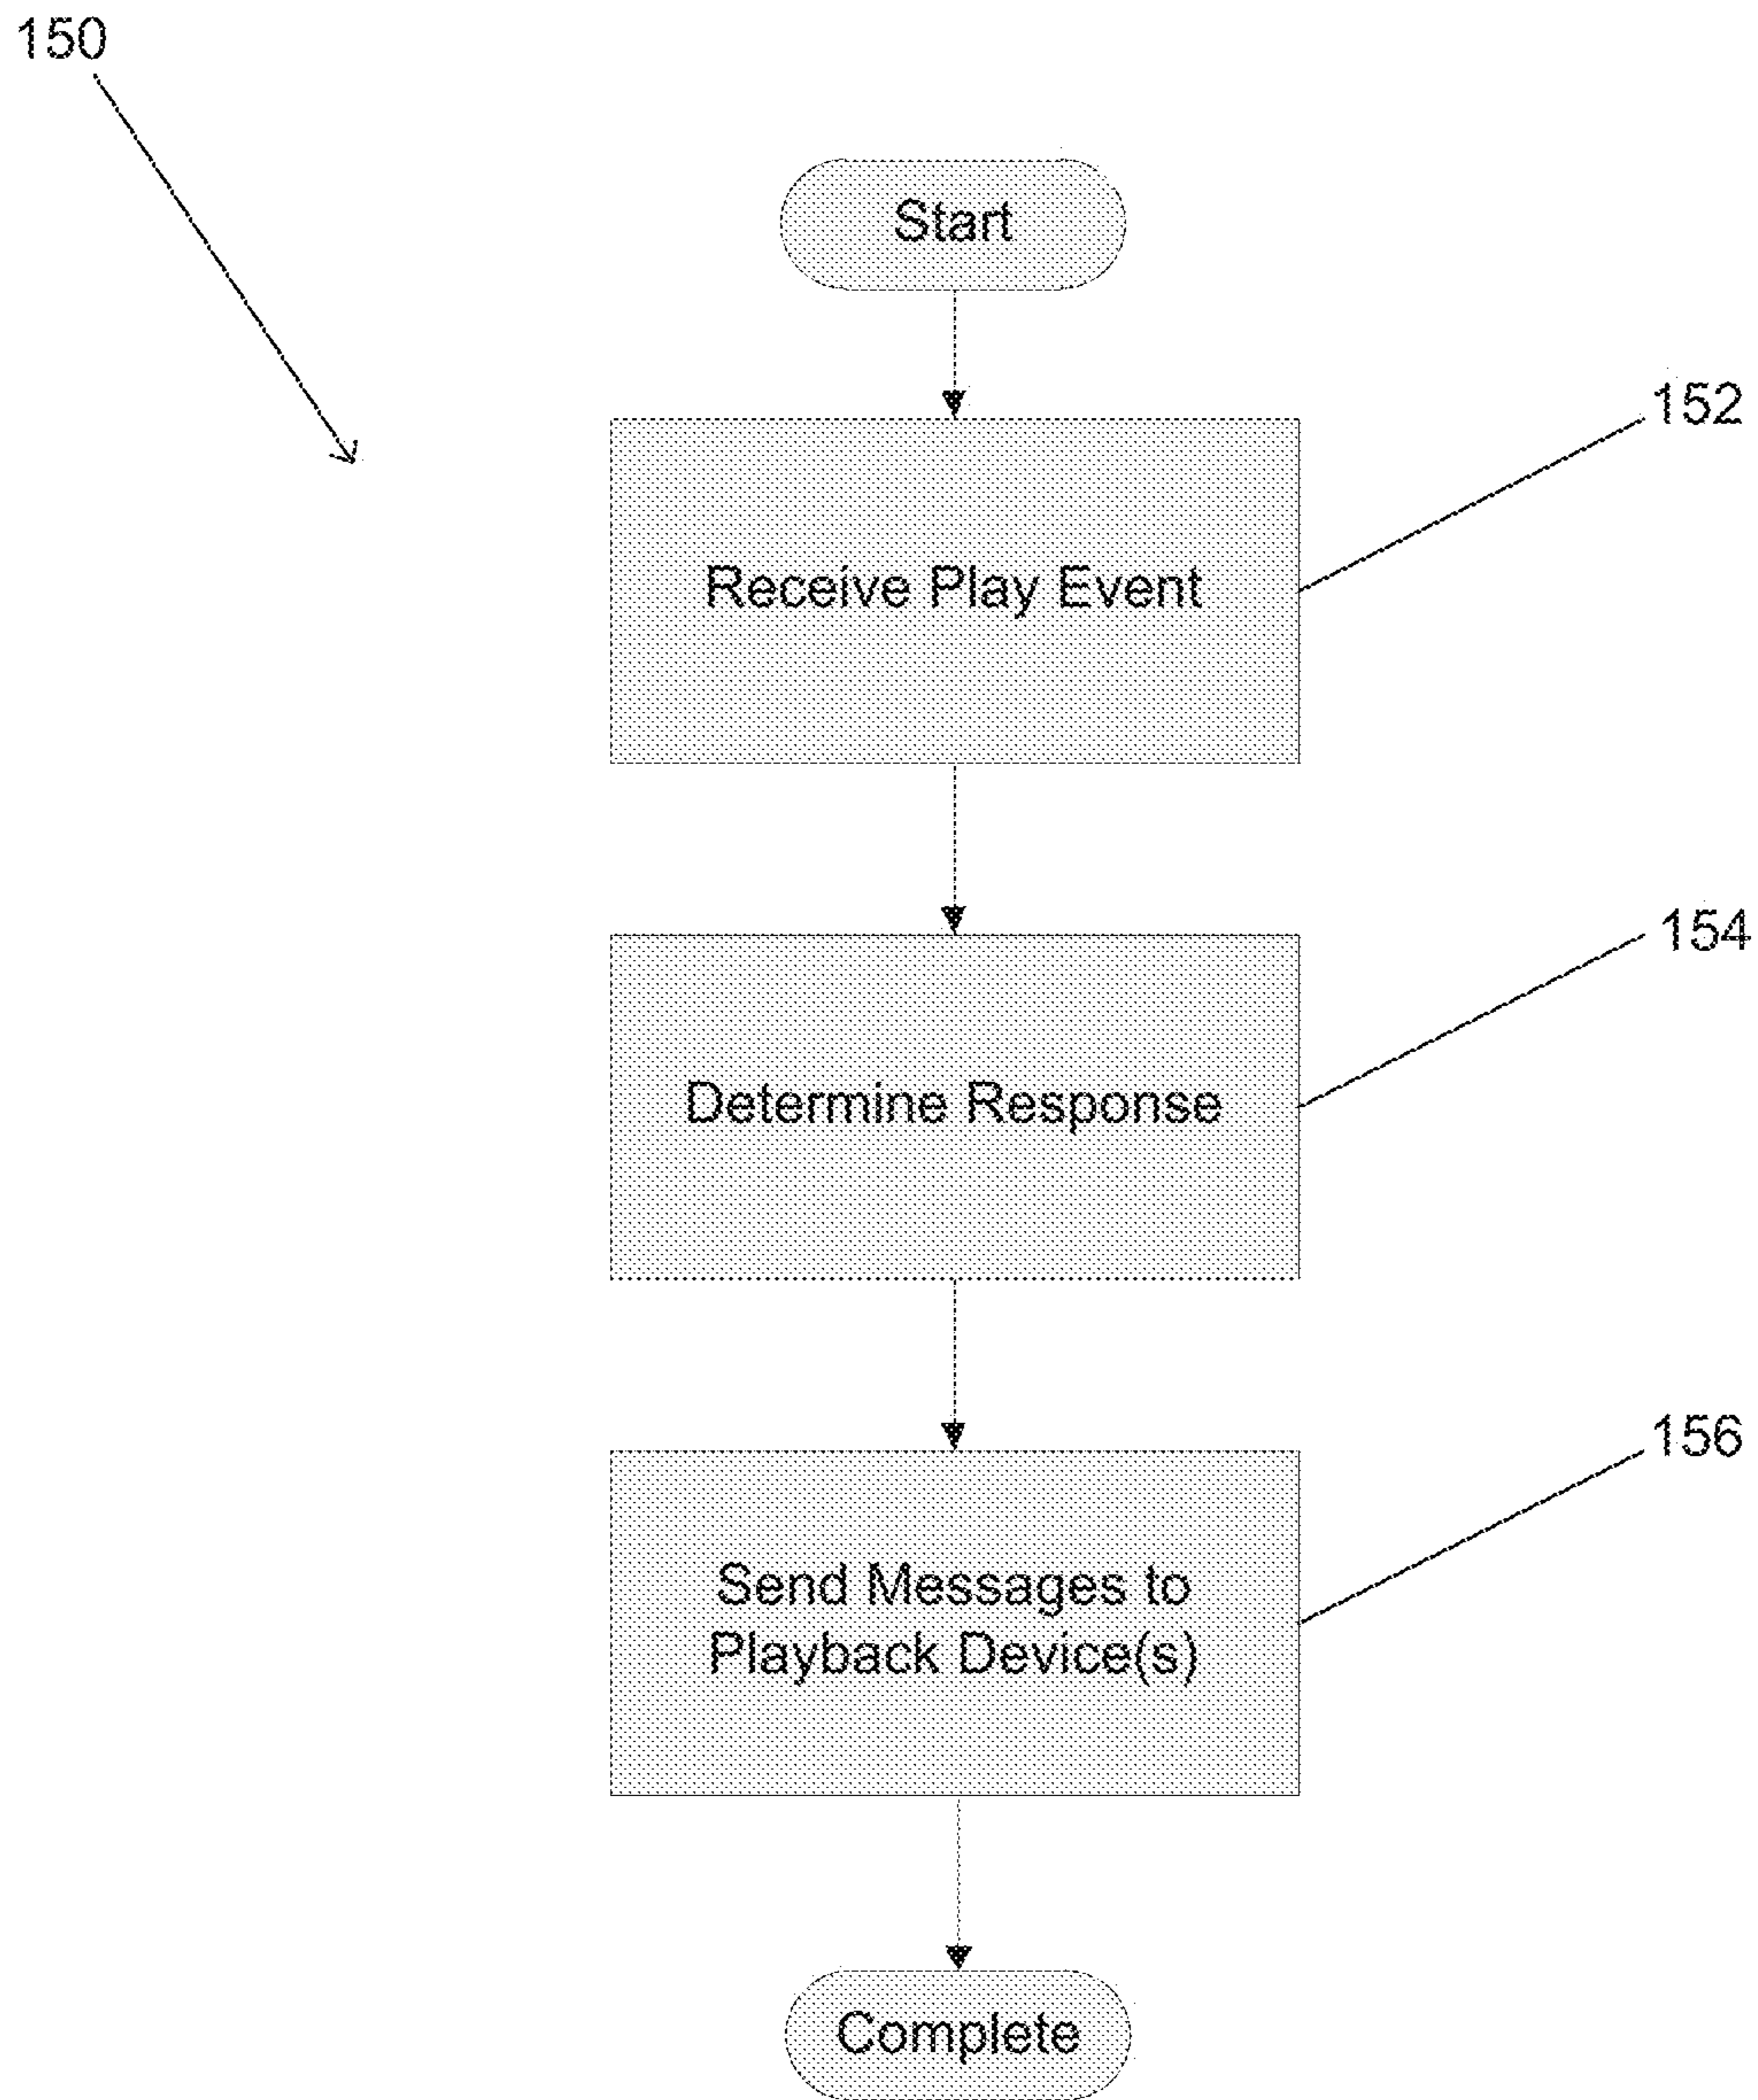 150
Start
152
Receive Play Event
154
Determine Response
156
Send Messages to
Playback Device(s)
Complete